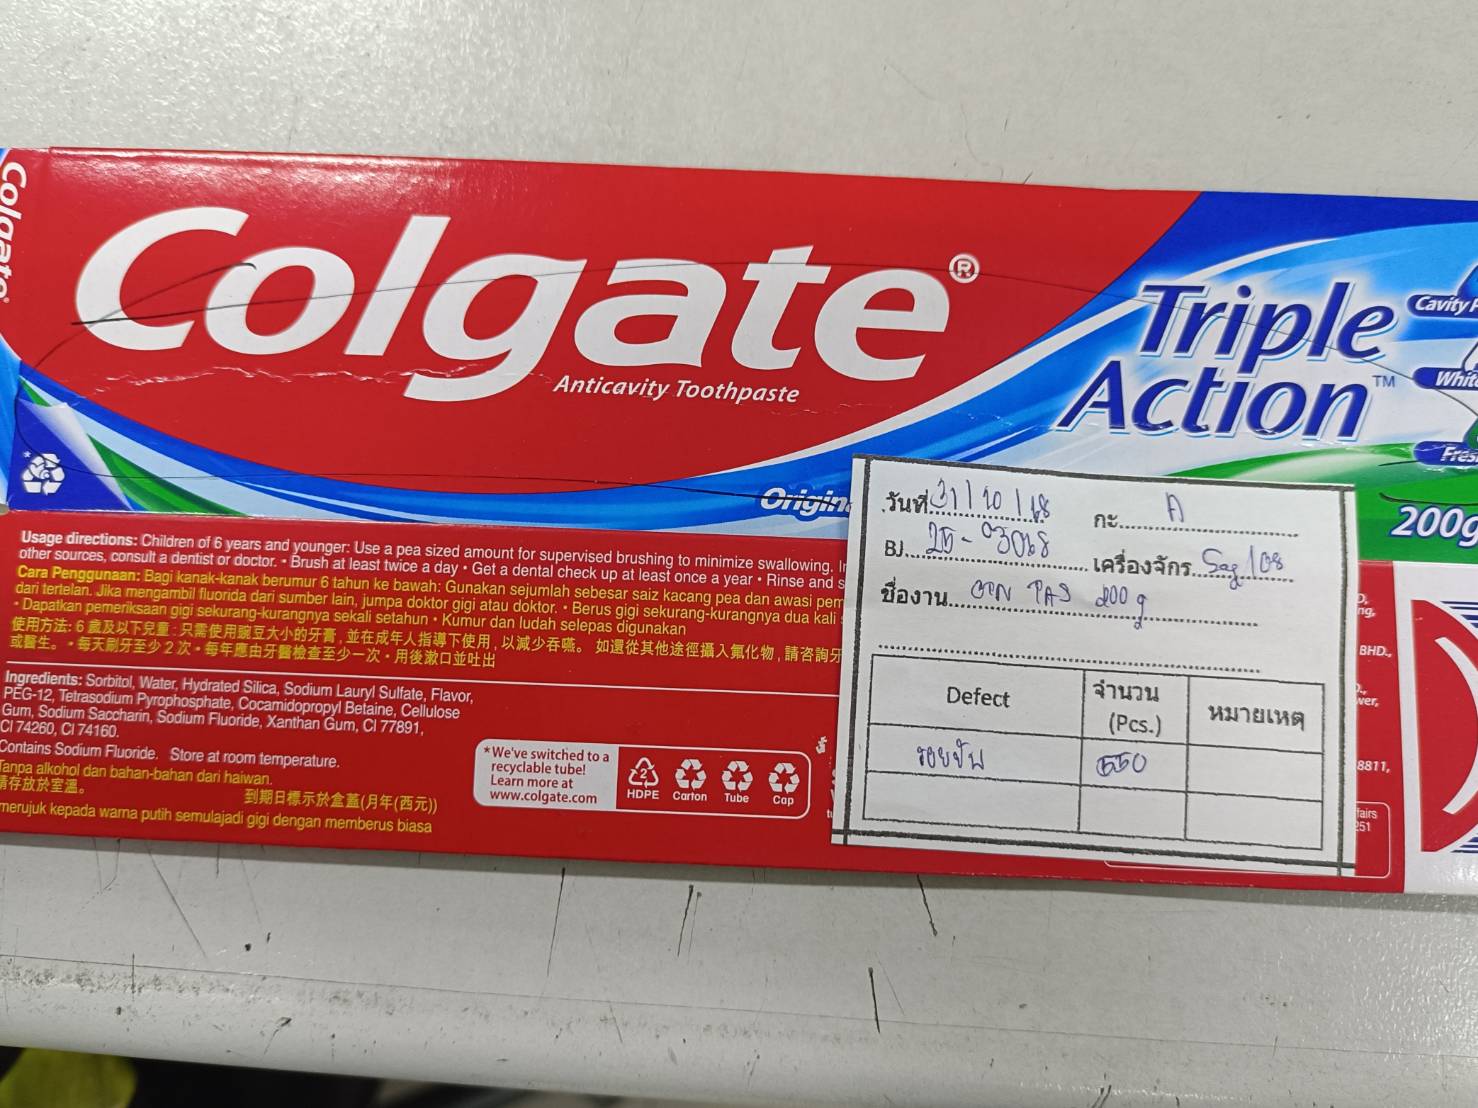 Colgate®
Colgate®
Anticavity Toothpaste
Triple
Action™
Cavity
200g
Usage directions: Children of 6 years and younger: Use a pea sized amount for supervised brushing to minimize swallowing.
other sources, consult a dentist or doctor. • Brush at least twice a day • Get a dental check up at least once a year • Rinse and
Cara Penggunaan: Bagi kanak-kanak berumur 6 tahun ke bawah: Gunakan sejumlah sebesar saiz kacang pea dan awasi
dari tertelan. Jika mengambil fluorida dari sumber lain, jumpa doktor gigi atau doktor. • Berus gigi sekurang-kurangnya dua kali
• Dapatkan pemeriksaan gigi sekurang-kurangnya sekali setahun • Kumur dan ludah selepas digunakan
使用方法: 6 歲及以下兒童 : 只需使用豌豆大小的牙膏, 並在成年人指導下使用, 以減少吞嚥。 如還從其他途徑攝入氟化物, 請咨詢牙
或醫生。 • 每天刷牙至少 2 次 • 每年應由牙醫檢查至少一次 • 用後漱口並吐出
Ingredients: Sorbitol, Water, Hydrated Silica, Sodium Lauryl Sulfate, Flavor,
PEG-12, Tetrasodium Pyrophosphate, Cocamidopropyl Betaine, Cellulose
Gum, Sodium Saccharin, Sodium Fluoride, Xanthan Gum, CI 77891,
CI 74260, CI 74160.
Contains Sodium Fluoride. Store at room temperature.
Tanpa alkohol dan bahan-bahan dari haiwan.
請存放於室溫。 到期日標示於盒蓋(月年(西元))
merujuk kepada warna putih semulajadi gigi dengan memberus biasa
*We've switched to a
recyclable tube!
Learn more at
www.colgate.com
2
HDPE Carton Tube Cap
BHD.,
8811,
วันที่ 31/10/68 กะ A
BJ. 25-03068 เครื่องจักร
ชื่องาน 200 g
Defect จำนวน (Pcs.) หมายเหตุ
รอยยับ 550